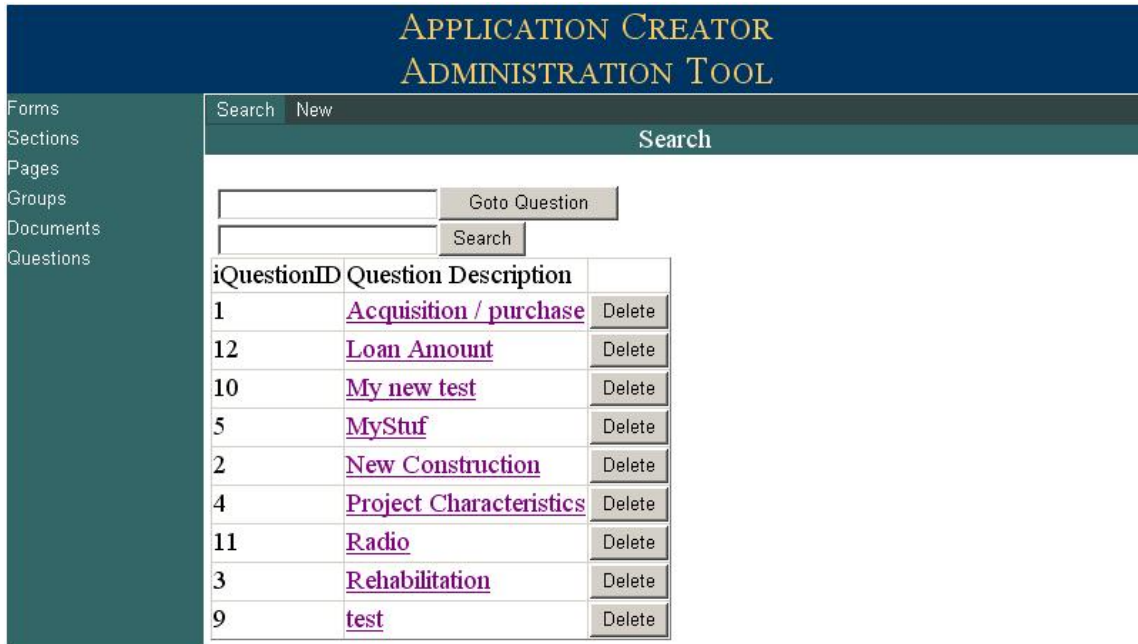 APPLICATION CREATOR
ADMINISTRATION TOOL
Forms
Sections
Pages
Groups
Documents
Questions
Search New
Search
Goto Question
Search
iQuestionID Question Description
1 Acquisition / purchase Delete
12 Loan Amount Delete
10 My new test Delete
5 MyStuf Delete
2 New Construction Delete
4 Project Characteristics Delete
11 Radio Delete
3 Rehabilitation Delete
9 test Delete